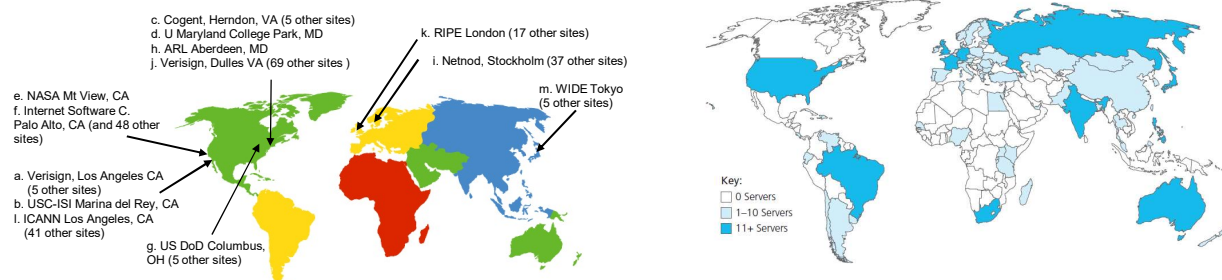 c. Cogent, Herndon, VA (5 other sites)
d. U Maryland College Park, MD
h. ARL Aberdeen, MD
j. Verisign, Dulles VA (69 other sites )
k. RIPE London (17 other sites)
i. Netnod, Stockholm (37 other sites)
m. WIDE Tokyo
(5 other sites)
e. NASA Mt View, CA
f. Internet Software C.
Palo Alto, CA (and 48 other
sites)
a. Verisign, Los Angeles CA
(5 other sites)
b. USC-ISI Marina del Rey, CA
l. ICANN Los Angeles, CA
(41 other sites)
g. US DoD Columbus,
OH (5 other sites)
Key:
0 Servers
1–10 Servers
11+ Servers